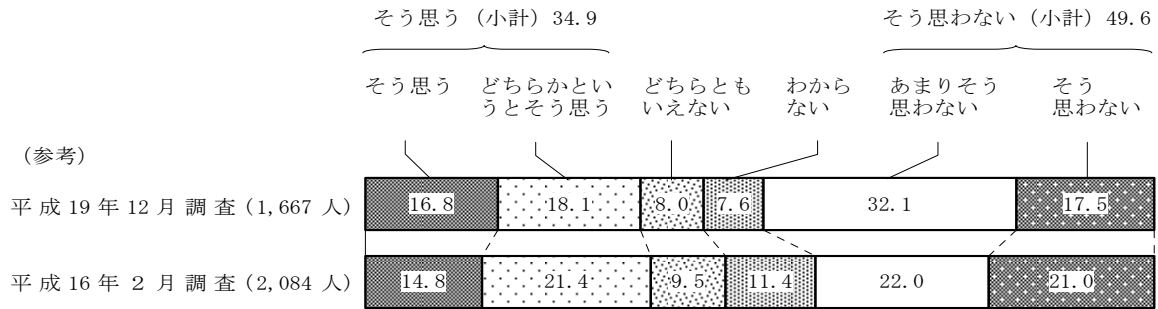 そう思う（小計）34.9 そう思わない（小計）49.6
そう思う どちらかとい
うとそう思う どちらとも
いえない わから
ない あまりそう
思わない そう
思わない
（参考）
平成19年12月調査(1,667人) 16.8 18.1 8.0 7.6 32.1 17.5
平成16年２月調査(2,084人) 14.8 21.4 9.5 11.4 22.0 21.0